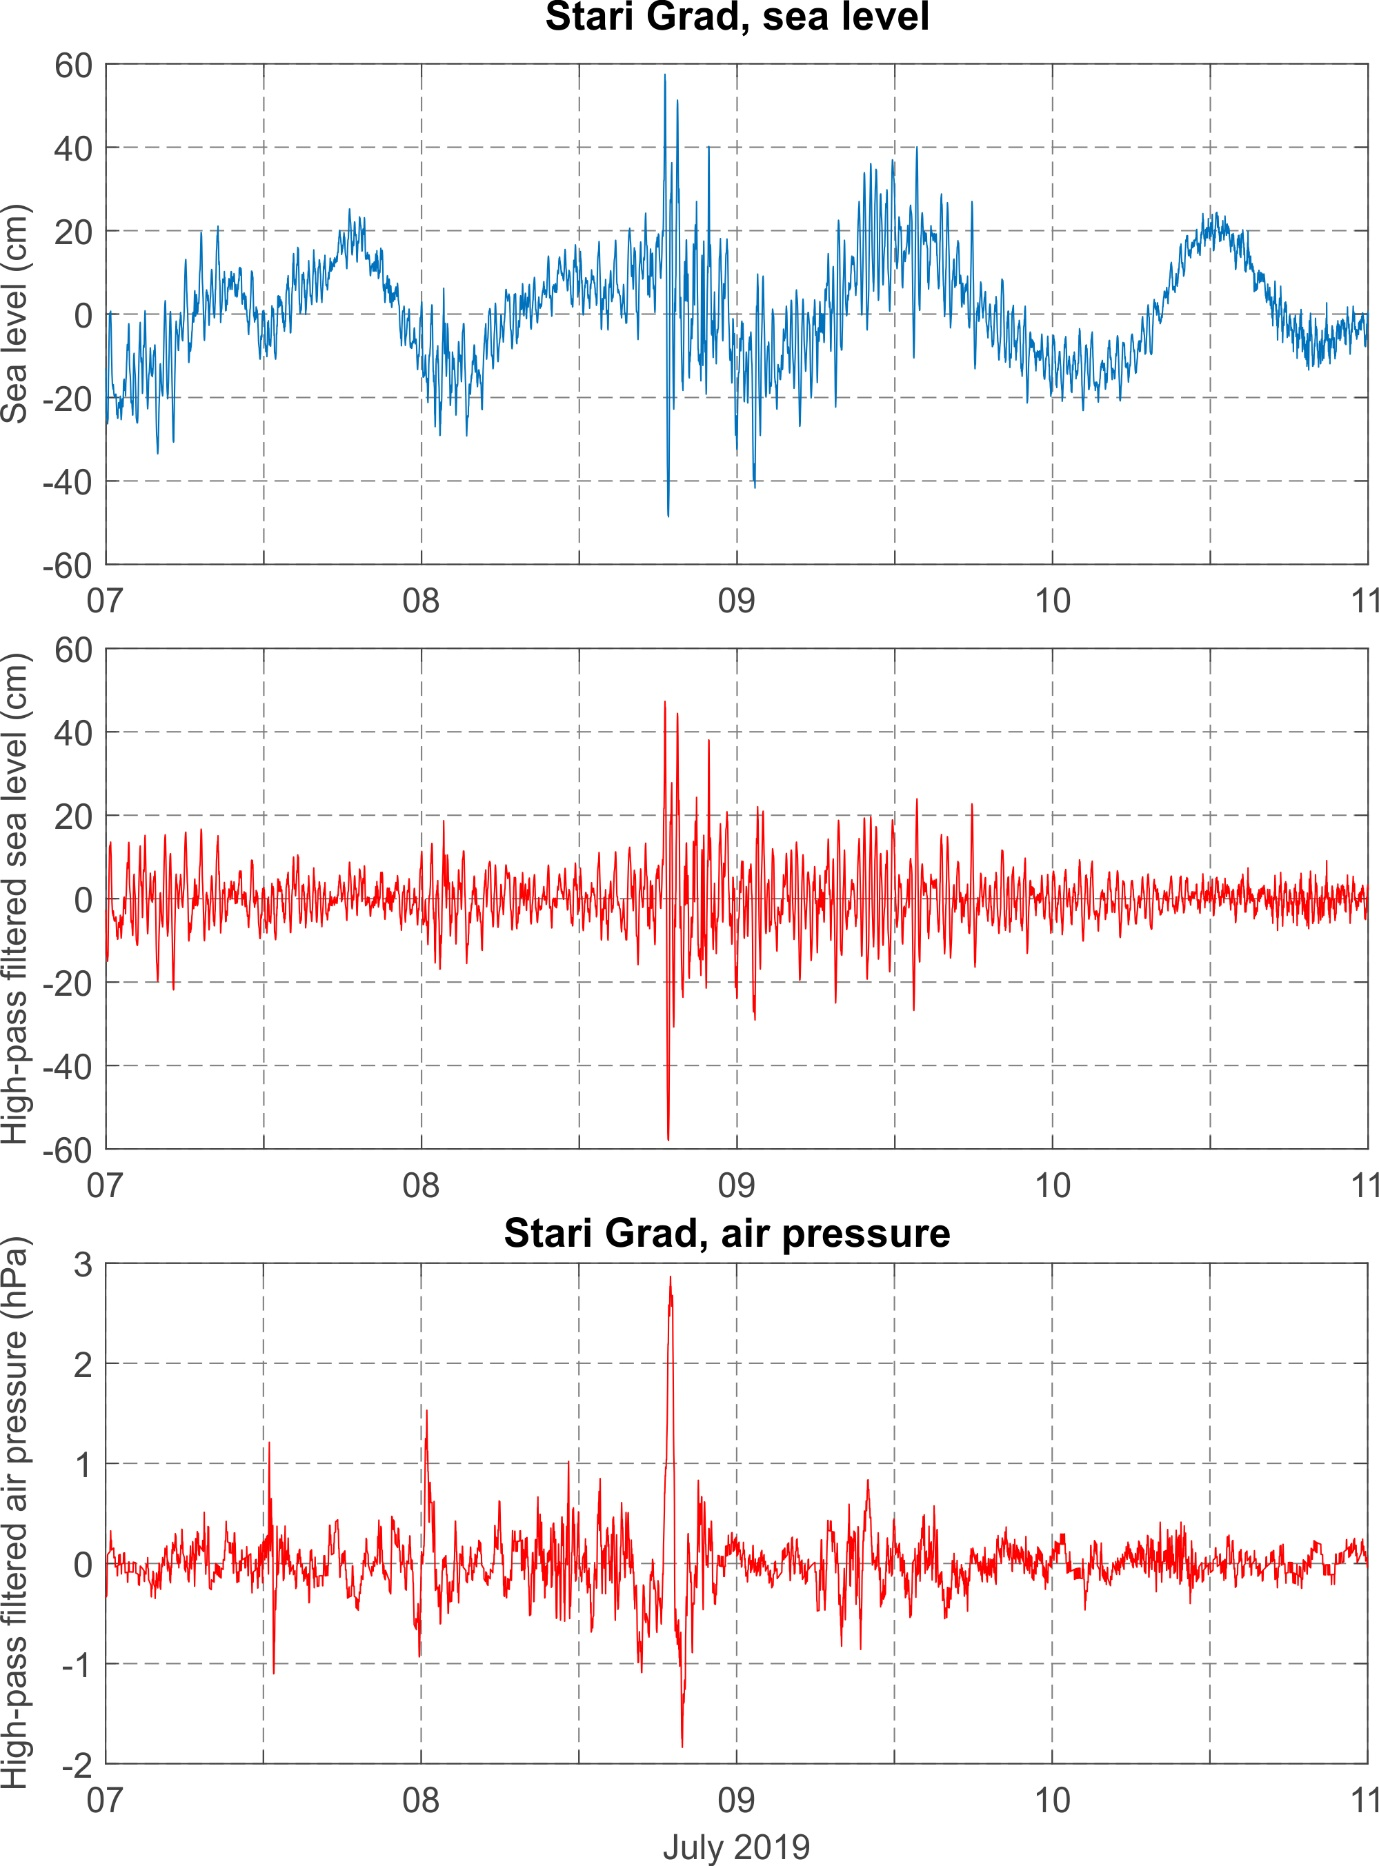 Stari Grad, sea level
Sea level (cm)
60
40
20
0
-20
-40
-60
07 08 09 10 11
High-pass filtered sea level (cm)
60
40
20
0
-20
-40
-60
07 08 09 10 11
Stari Grad, air pressure
High-pass filtered air pressure (hPa)
3
2
1
0
-1
-2
07 08 09 10 11
July 2019